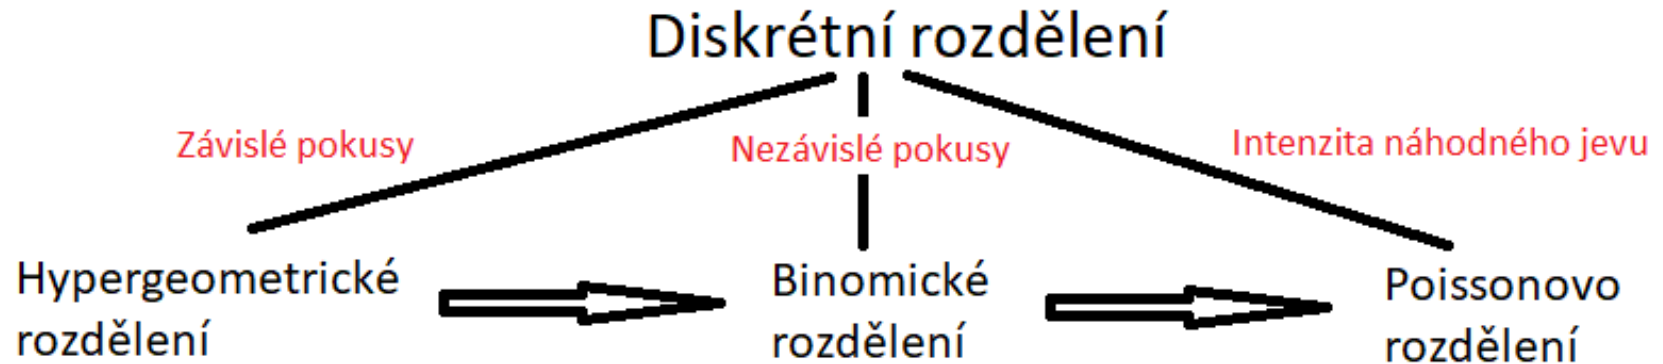 Diskrétní rozdělení
Závislé pokusy
Nezávislé pokusy
Intenzita náhodného jevu
Hypergeometrické
rozdělení
Binomické
rozdělení
Poissonovo
rozdělení